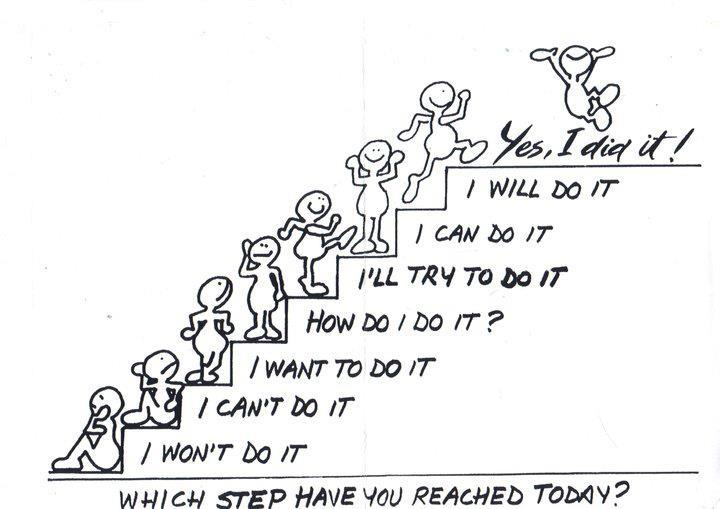 Yes, I did it!
I WILL DO IT
I CAN DO IT
I'LL TRY TO DO IT
HOW DO I DO IT?
I WANT TO DO IT
I CAN'T DO IT
I WON'T DO IT
WHICH STEP HAVE YOU REACHED TODAY?